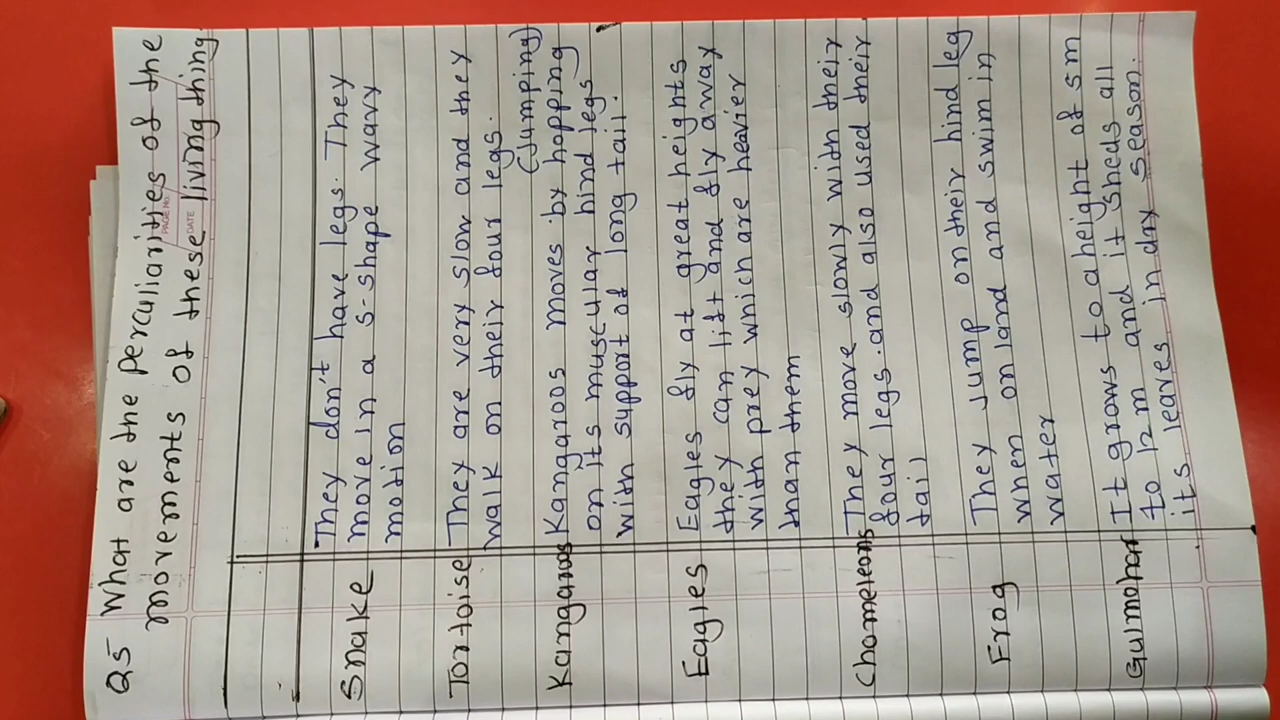 Q5 What are the perculiarities of the
PAGE No.
DATE
movements of these living thing
Snake They don't have legs. They
move in a s-shape wavy
motion
Tortoise They are very slow and they
walk on their four legs.
(Jumping)
Kangaroos Kangaroos moves by hopping
on its muscular hind legs
with support of long tail.
Eagles Eagles fly at great heights
they can lift and fly away
with prey which are heavier
than them
Chameleons They move slowly with their
four legs. and also used their
tail
Frog They Jump on their hind leg
when on land and swim in
water
Gulmohar It grows to a height of 5m
to 12 m and it sheds all
its leaves in dry season.